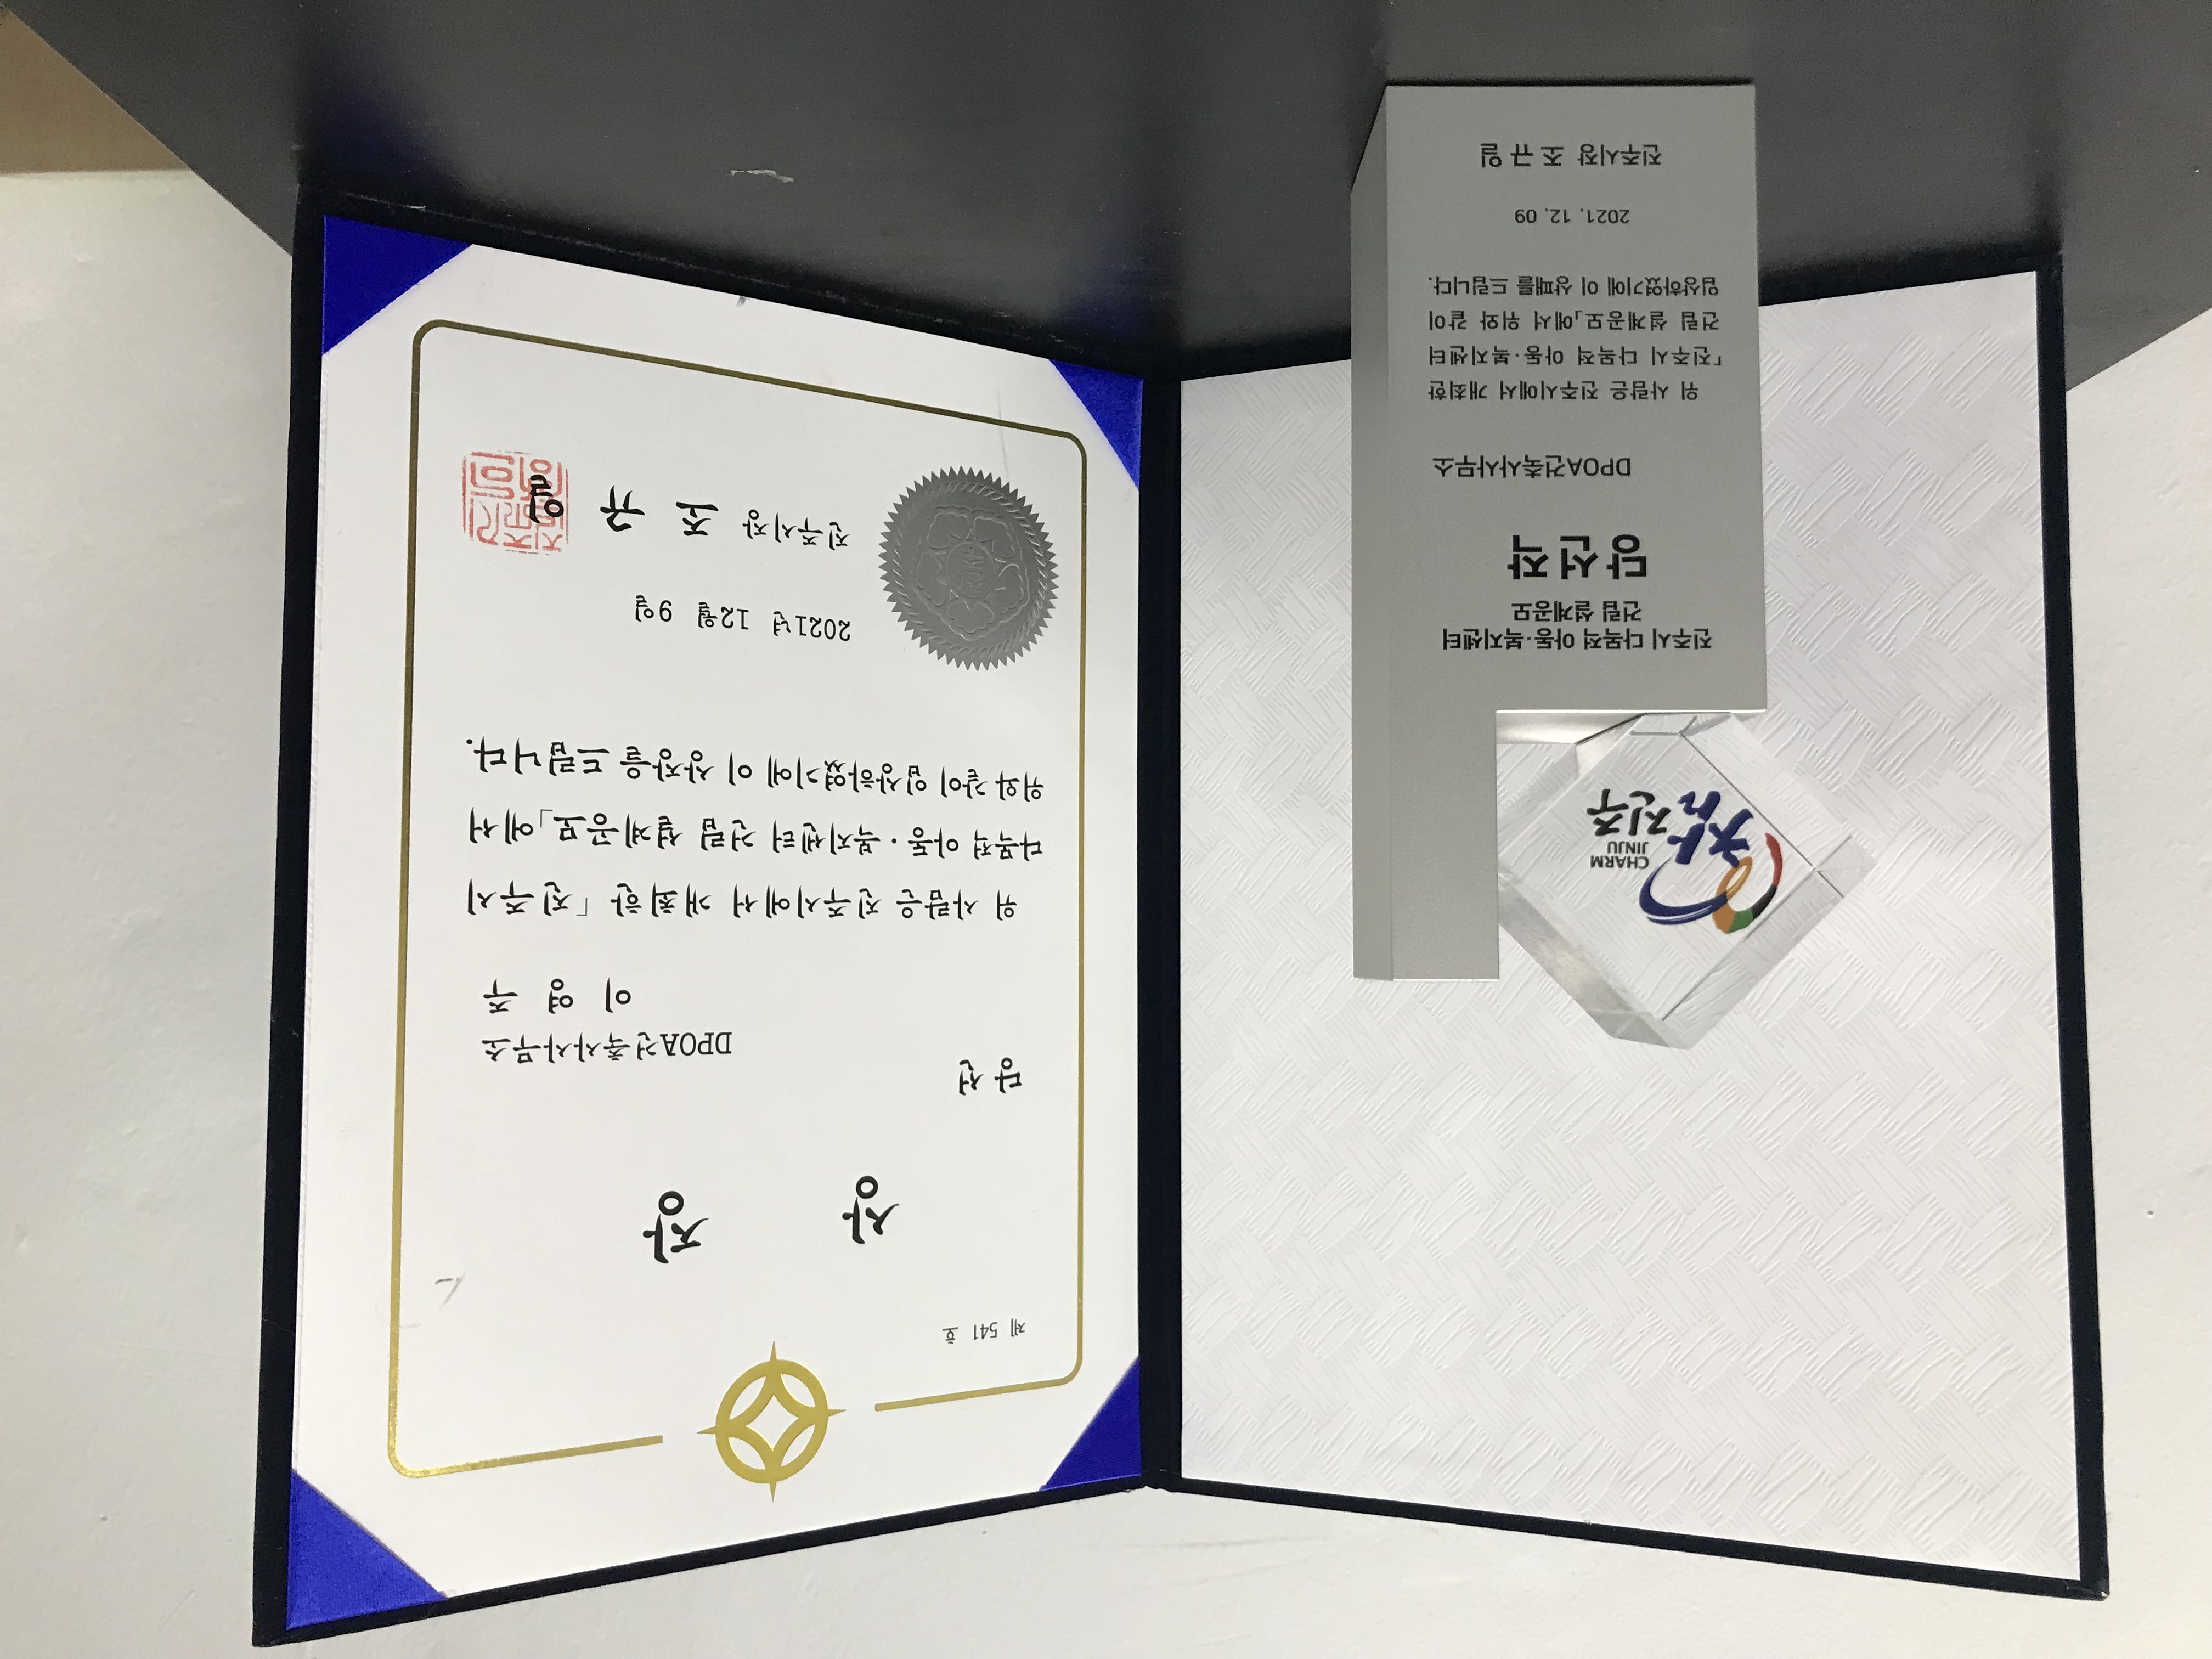 CHARM
JINJU
참진주
진주시 다목적 아동·복지센터
건립 설계공모
당선작
DPOA건축사사무소
위 사람은 진주시에서 개최한
「진주시 다목적 아동·복지센터
건립 설계공모」에서 위와 같이
입상하였기에 이 상패를 드립니다.
2021. 12. 09
진주시장 조규일
제 541 호
상 장
당선
DPOA건축사사무소
이 영 주
위 사람은 진주시에서 개최한 「진주시
다목적 아동·복지센터 건립 설계공모」에서
위와 같이 입상하였기에 이 상장을 드립니다.
2021년 12월 9일
진주시장 조 규 일